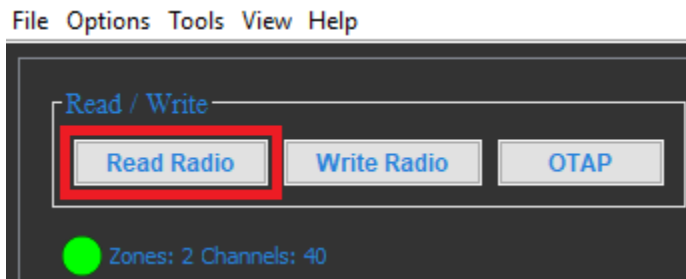 File Options Tools View Help
Read / Write
Read Radio Write Radio OTAP
Zones: 2 Channels: 40